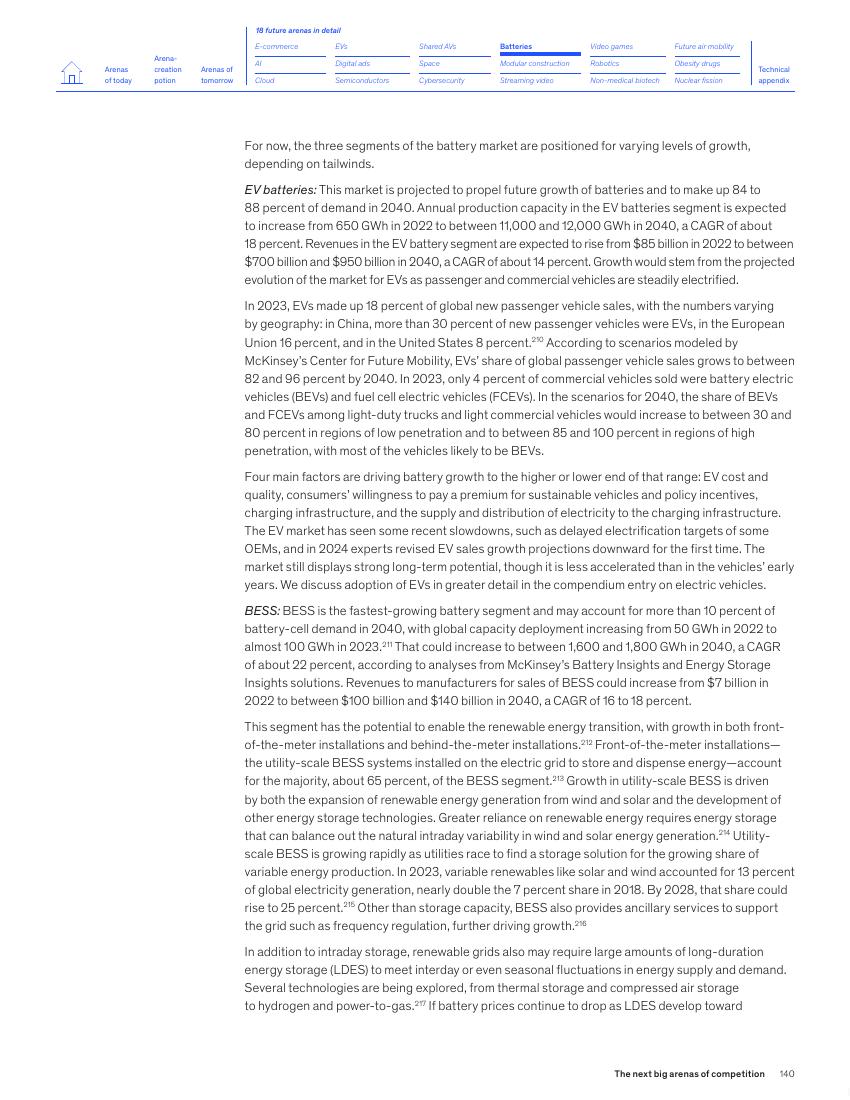 18 future arenas in detail
E-commerce EVs Shared AVs Batteries Video games Future air mobility
AI Digital ads Space Modular construction Robotics Obesity drugs
Cloud Semiconductors Cybersecurity Streaming video Non-medical biotech Nuclear fission
Arenas
of today
Arena-
creation
potion
Arenas of
tomorrow
Technical
appendix
For now, the three segments of the battery market are positioned for varying levels of growth,
depending on tailwinds.
EV batteries: This market is projected to propel future growth of batteries and to make up 84 to
88 percent of demand in 2040. Annual production capacity in the EV batteries segment is expected
to increase from 650 GWh in 2022 to between 11,000 and 12,000 GWh in 2040, a CAGR of about
18 percent. Revenues in the EV battery segment are expected to rise from $85 billion in 2022 to between
$700 billion and $950 billion in 2040, a CAGR of about 14 percent. Growth would stem from the projected
evolution of the market for EVs as passenger and commercial vehicles are steadily electrified.
In 2023, EVs made up 18 percent of global new passenger vehicle sales, with the numbers varying
by geography: in China, more than 30 percent of new passenger vehicles were EVs, in the European
Union 16 percent, and in the United States 8 percent.210 According to scenarios modeled by
McKinsey's Center for Future Mobility, EVs' share of global passenger vehicle sales grows to between
82 and 96 percent by 2040. In 2023, only 4 percent of commercial vehicles sold were battery electric
vehicles (BEVs) and fuel cell electric vehicles (FCEVs). In the scenarios for 2040, the share of BEVs
and FCEVs among light-duty trucks and light commercial vehicles would increase to between 30 and
80 percent in regions of low penetration and to between 85 and 100 percent in regions of high
penetration, with most of the vehicles likely to be BEVs.
Four main factors are driving battery growth to the higher or lower end of that range: EV cost and
quality, consumers' willingness to pay a premium for sustainable vehicles and policy incentives,
charging infrastructure, and the supply and distribution of electricity to the charging infrastructure.
The EV market has seen some recent slowdowns, such as delayed electrification targets of some
OEMs, and in 2024 experts revised EV sales growth projections downward for the first time. The
market still displays strong long-term potential, though it is less accelerated than in the vehicles' early
years. We discuss adoption of EVs in greater detail in the compendium entry on electric vehicles.
BESS: BESS is the fastest-growing battery segment and may account for more than 10 percent of
battery-cell demand in 2040, with global capacity deployment increasing from 50 GWh in 2022 to
almost 100 GWh in 2023.211 That could increase to between 1,600 and 1,800 GWh in 2040, a CAGR
of about 22 percent, according to analyses from McKinsey's Battery Insights and Energy Storage
Insights solutions. Revenues to manufacturers for sales of BESS could increase from $7 billion in
2022 to between $100 billion and $140 billion in 2040, a CAGR of 16 to 18 percent.
This segment has the potential to enable the renewable energy transition, with growth in both front-
of-the-meter installations and behind-the-meter installations.212 Front-of-the-meter installations—
the utility-scale BESS systems installed on the electric grid to store and dispense energy—account
for the majority, about 65 percent, of the BESS segment.213 Growth in utility-scale BESS is driven
by both the expansion of renewable energy generation from wind and solar and the development of
other energy storage technologies. Greater reliance on renewable energy requires energy storage
that can balance out the natural intraday variability in wind and solar energy generation.214 Utility-
scale BESS is growing rapidly as utilities race to find a storage solution for the growing share of
variable energy production. In 2023, variable renewables like solar and wind accounted for 13 percent
of global electricity generation, nearly double the 7 percent share in 2018. By 2028, that share could
rise to 25 percent.215 Other than storage capacity, BESS also provides ancillary services to support
the grid such as frequency regulation, further driving growth.216
In addition to intraday storage, renewable grids also may require large amounts of long-duration
energy storage (LDES) to meet interday or even seasonal fluctuations in energy supply and demand.
Several technologies are being explored, from thermal storage and compressed air storage
to hydrogen and power-to-gas.217 If battery prices continue to drop as LDES develop toward
The next big arenas of competition 140